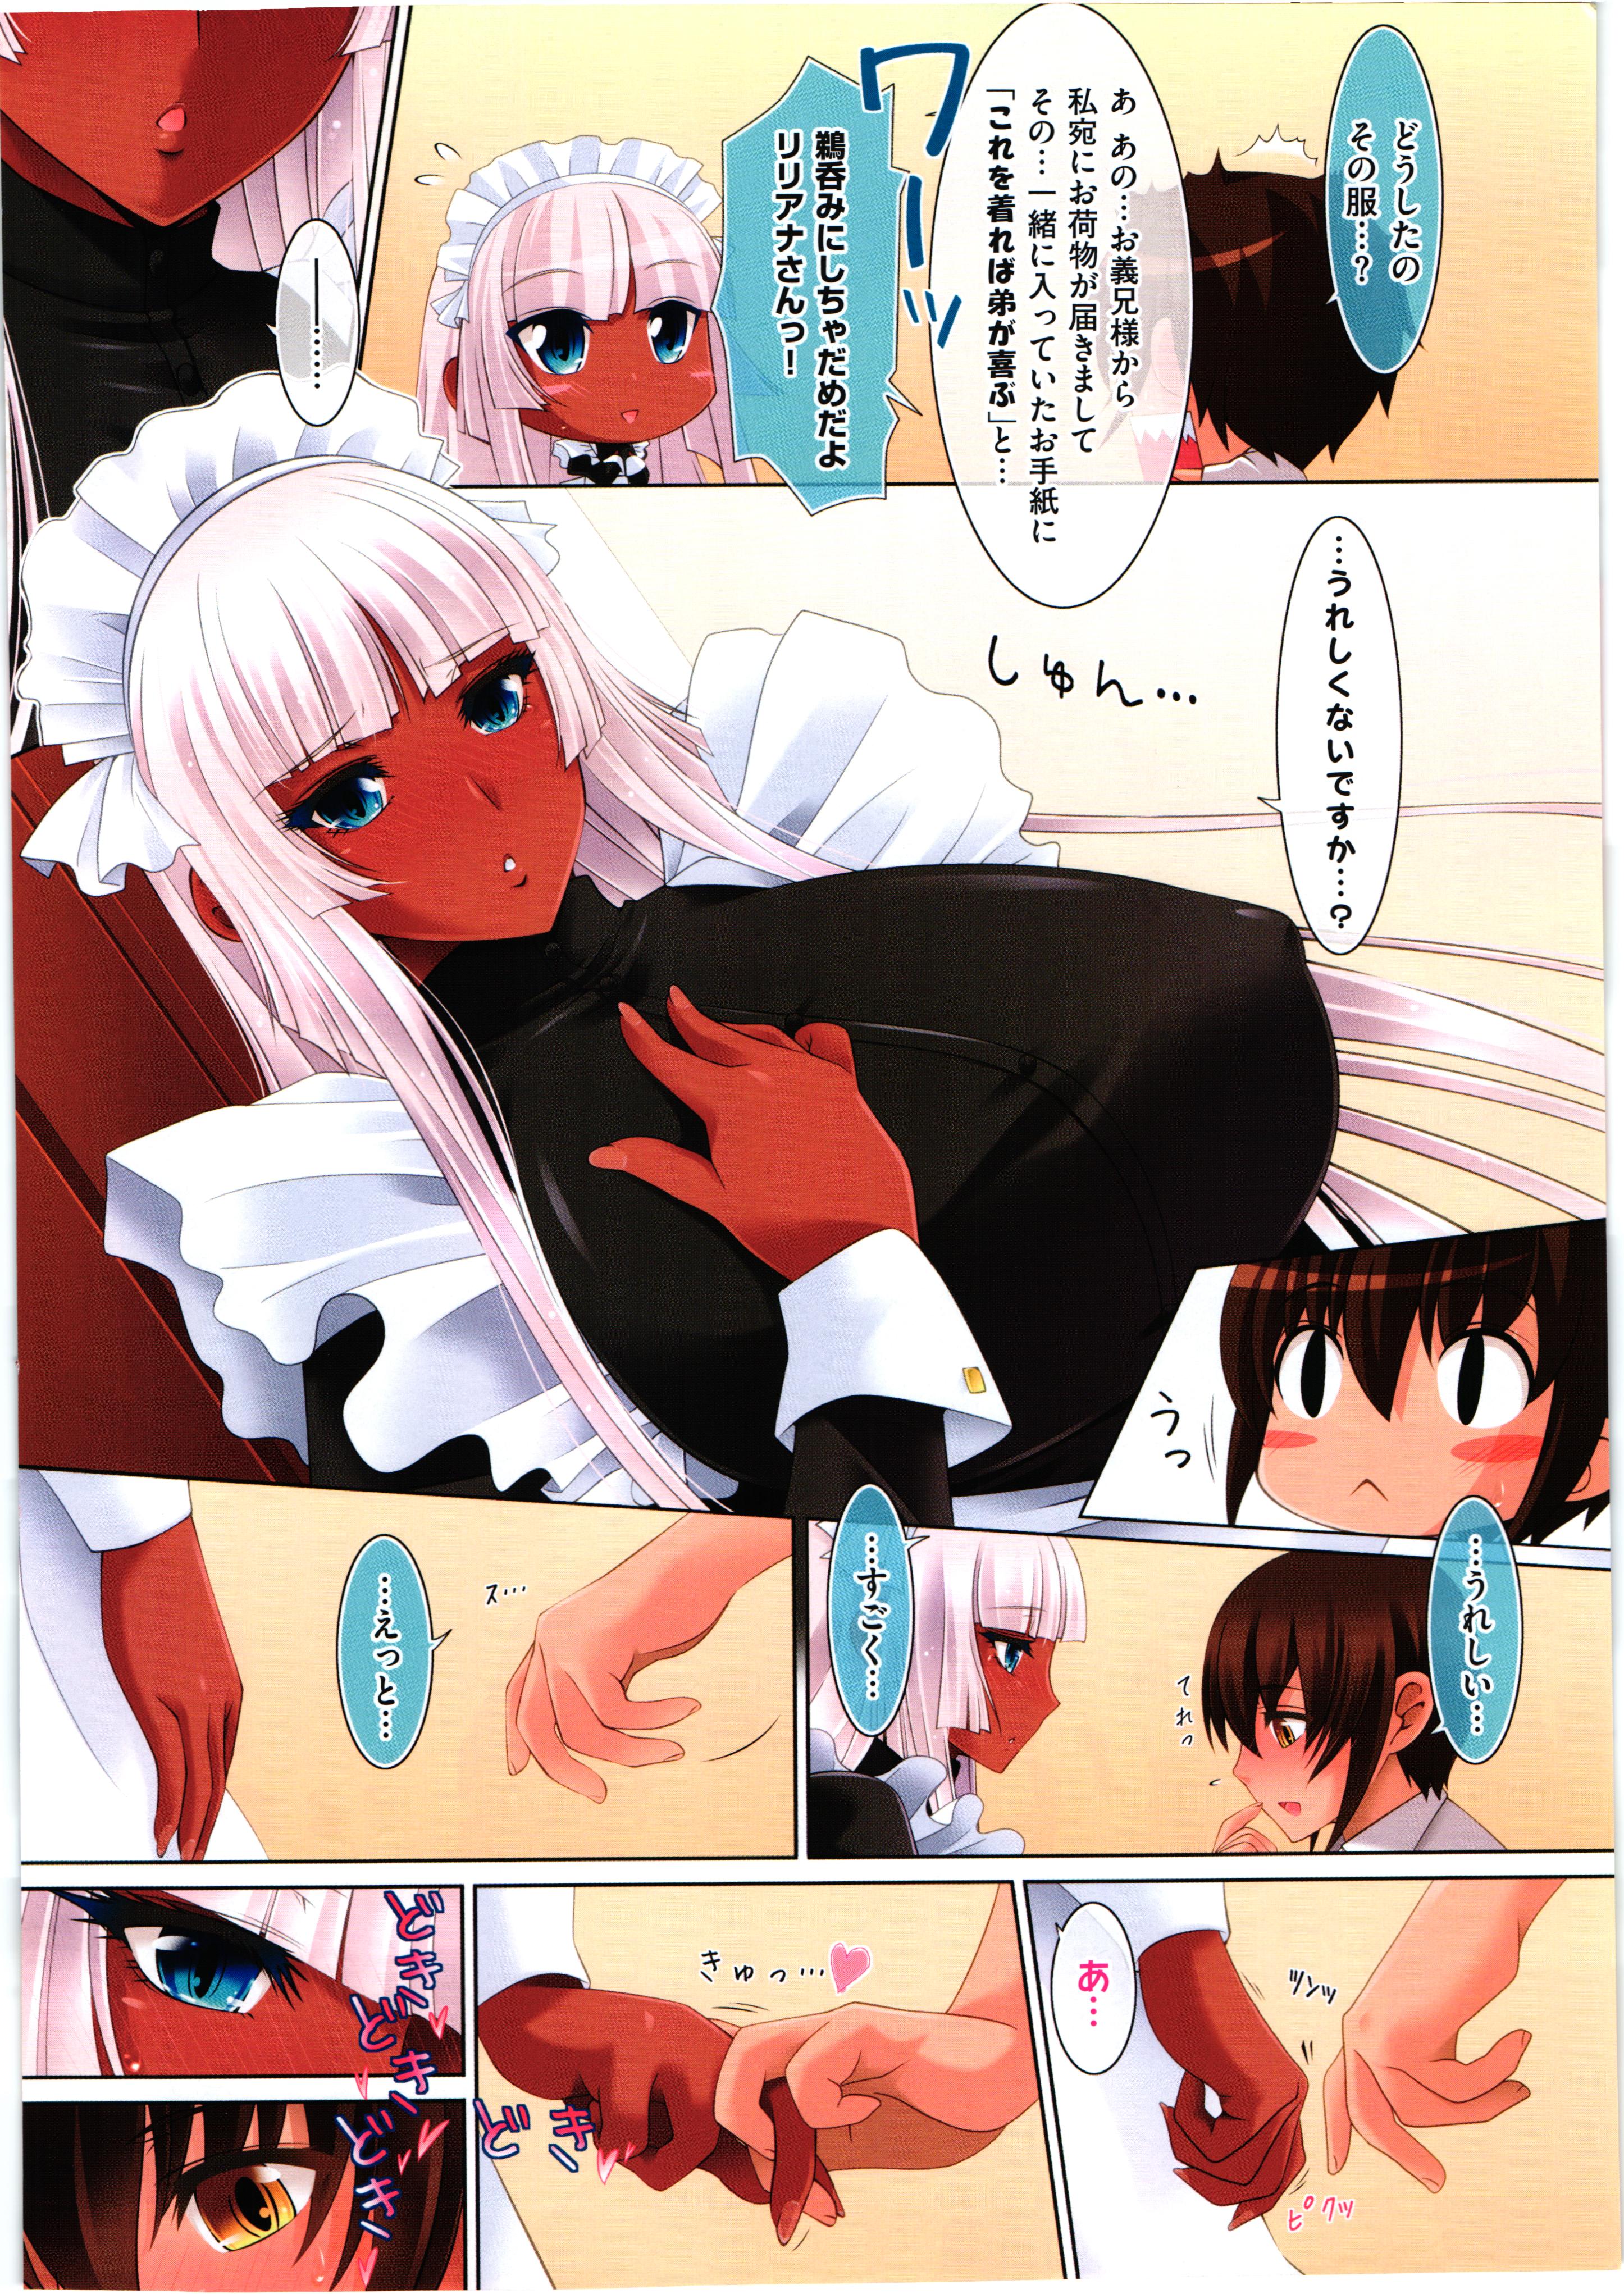 どうしたの
その服…?
あ あの…お義兄様から
私宛にお荷物が届きまして
その…一緒に入っていたお手紙に
「これを着れば弟が喜ぶ」と…
ワーッ
鵜呑みにしちゃだめだよ
リリアナさんっ!
―……
…うれしくないですか…?
しゅん…
うっ
…うれしい…
てれっ
…すごく…
ス…
…えっと…
あ…
ツンッ
ピクッ
きゅっ…
どき
どき
どき
どき